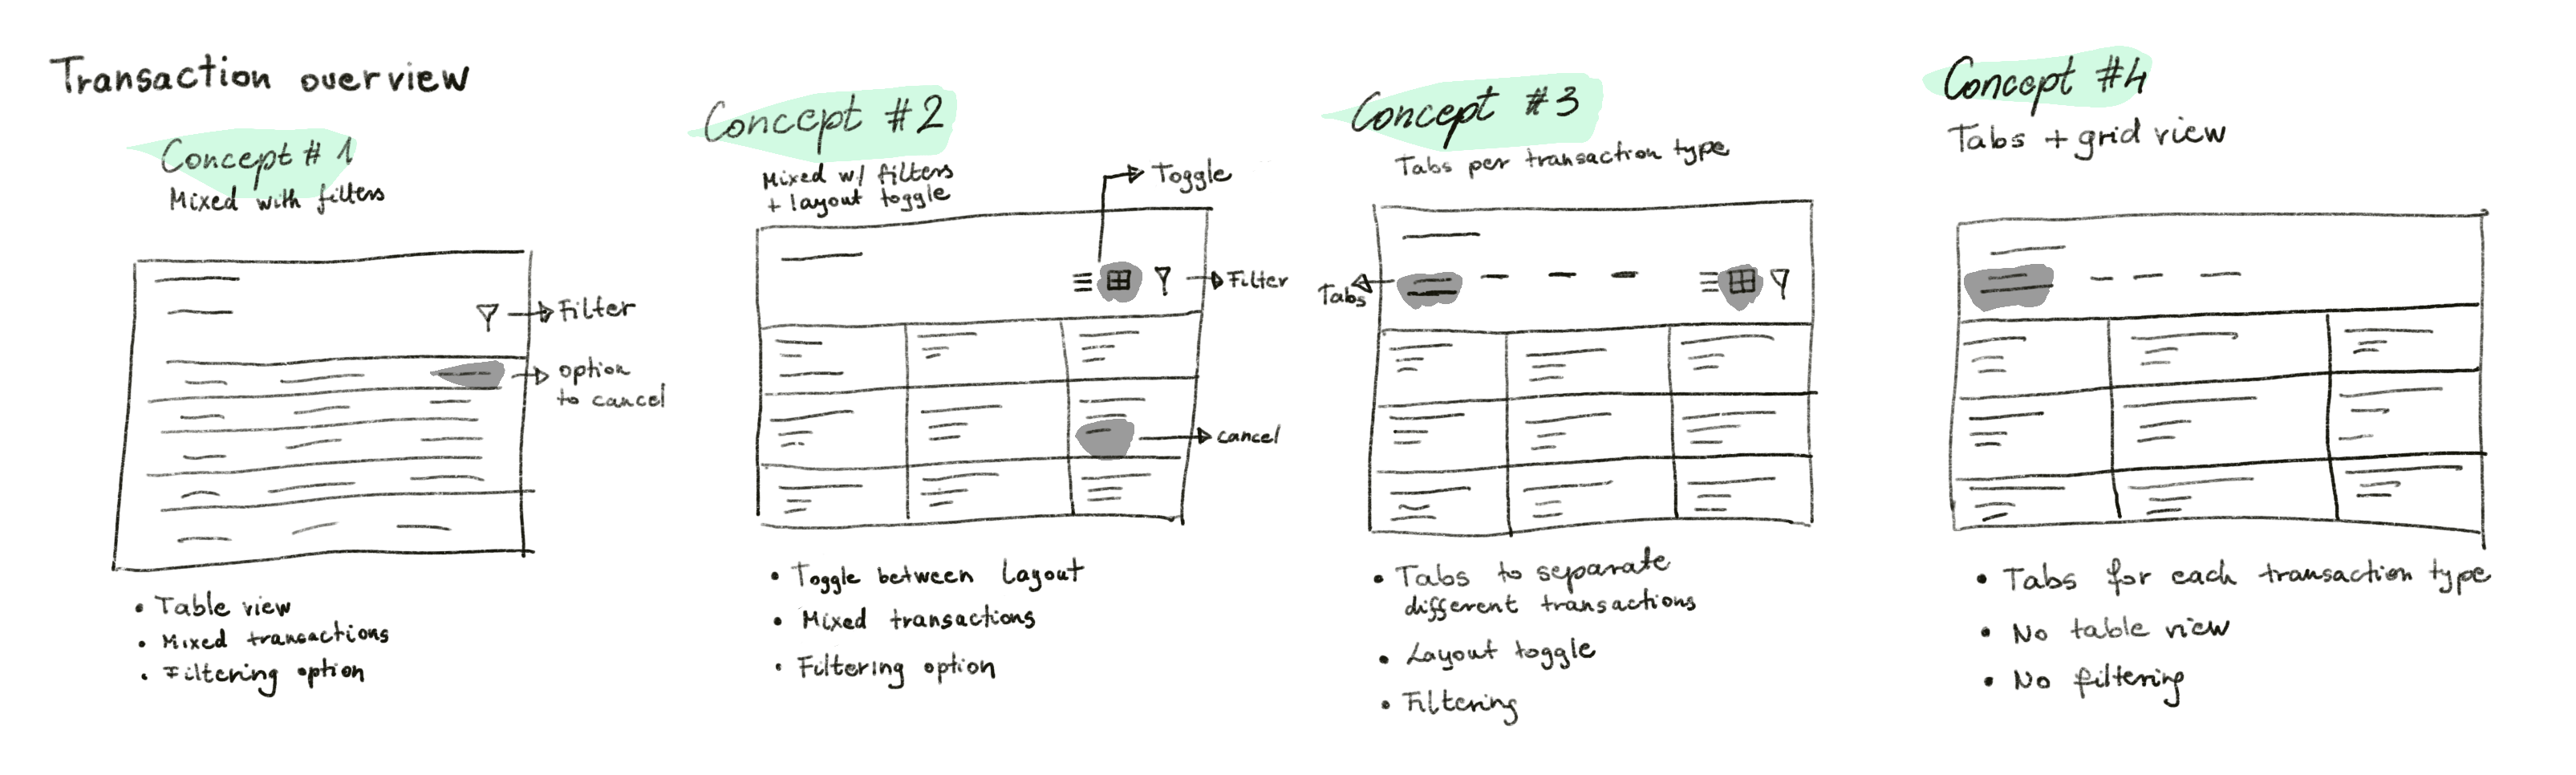 Transaction overview
Concept # 1
Mixed with filters
Filter
option
to cancel
• Table view
• Mixed transactions
• Filtering option
Concept #2
Mixed w/ filters
+ layout toggle
Toggle
Filter
cancel
• Toggle between Layout
• Mixed transactions
• Filtering option
Concept #3
Tabs per transaction type
Tabs
• Tabs to separate
different transactions
• Layout toggle
• Filtering
Concept #4
Tabs + grid view
• Tabs for each transaction type
• No table view
• No filtering